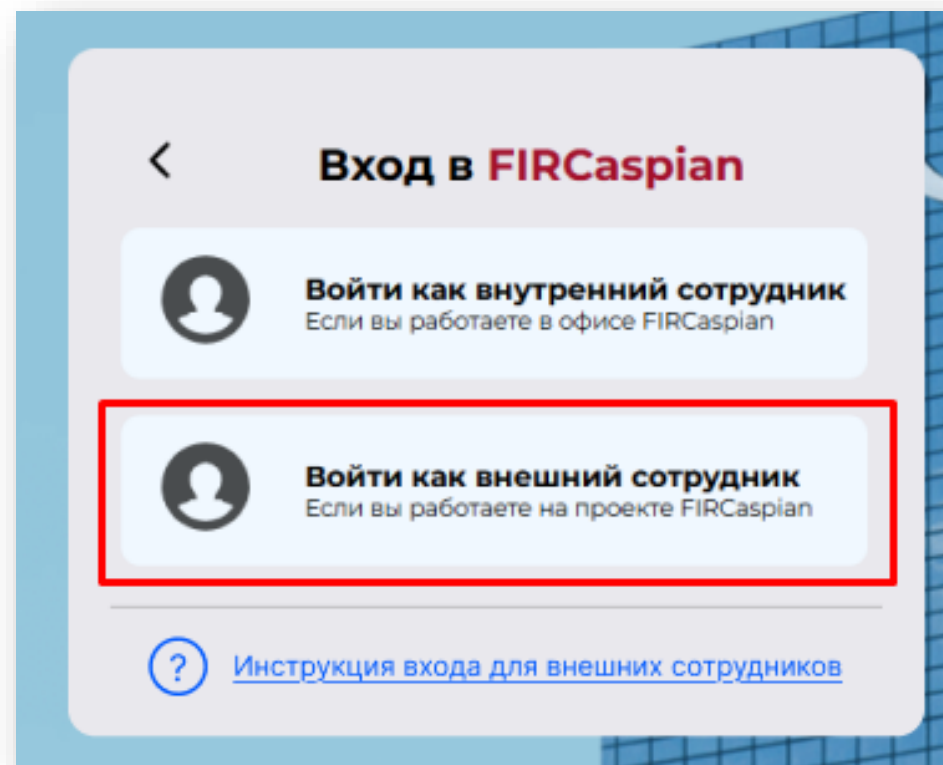 Вход в FIRCaspian
Войти как внутренний сотрудник
Если вы работаете в офисе FIRCaspian
Войти как внешний сотрудник
Если вы работаете на проекте FIRCaspian
? Инструкция входа для внешних сотрудников